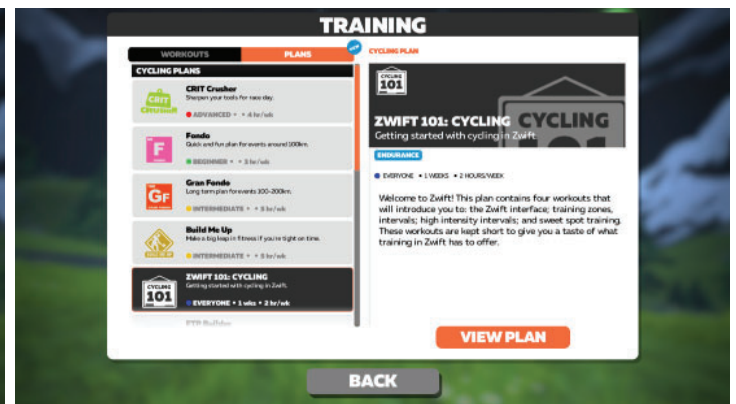 TRAINING
WORKOUTS
PLANS
CYCLING PLANS
CRIT
CRUSHER
CRIT Crusher
Sharpen your tools for race day.
ADVANCED • • 4 hr/wk
F
Fondo
Quick and fun plan for events around 100km.
BEGINNER • • 3 hr/wk
GF
Gran Fondo
Long term plan for events 100-200km.
INTERMEDIATE • •
Build Me Up
Make a big leap in fitness if you're tight on time.
INTERMEDIATE • • 5 hr/wk
CYCLING
101
ZWIFT 101: CYCLING
Getting started with cycling in Zwift.
EVERYONE • 1 wks • 2 hr/wk
FTP Builder
CYCLING PLAN
CYCLING
101
CYCLING
101
ZWIFT 101: CYCLING
Getting started with cycling in Zwift
ENDURANCE
EVERYONE • 1 WEEKS • 2 HOURS/WEEK
Welcome to Zwift! This plan contains four workouts that
will introduce you to: the Zwift interface; training zones,
intervals; high intensity intervals; and sweet spot training.
These workouts are kept short to give you a taste of what
training in Zwift has to offer.
VIEW PLAN
BACK